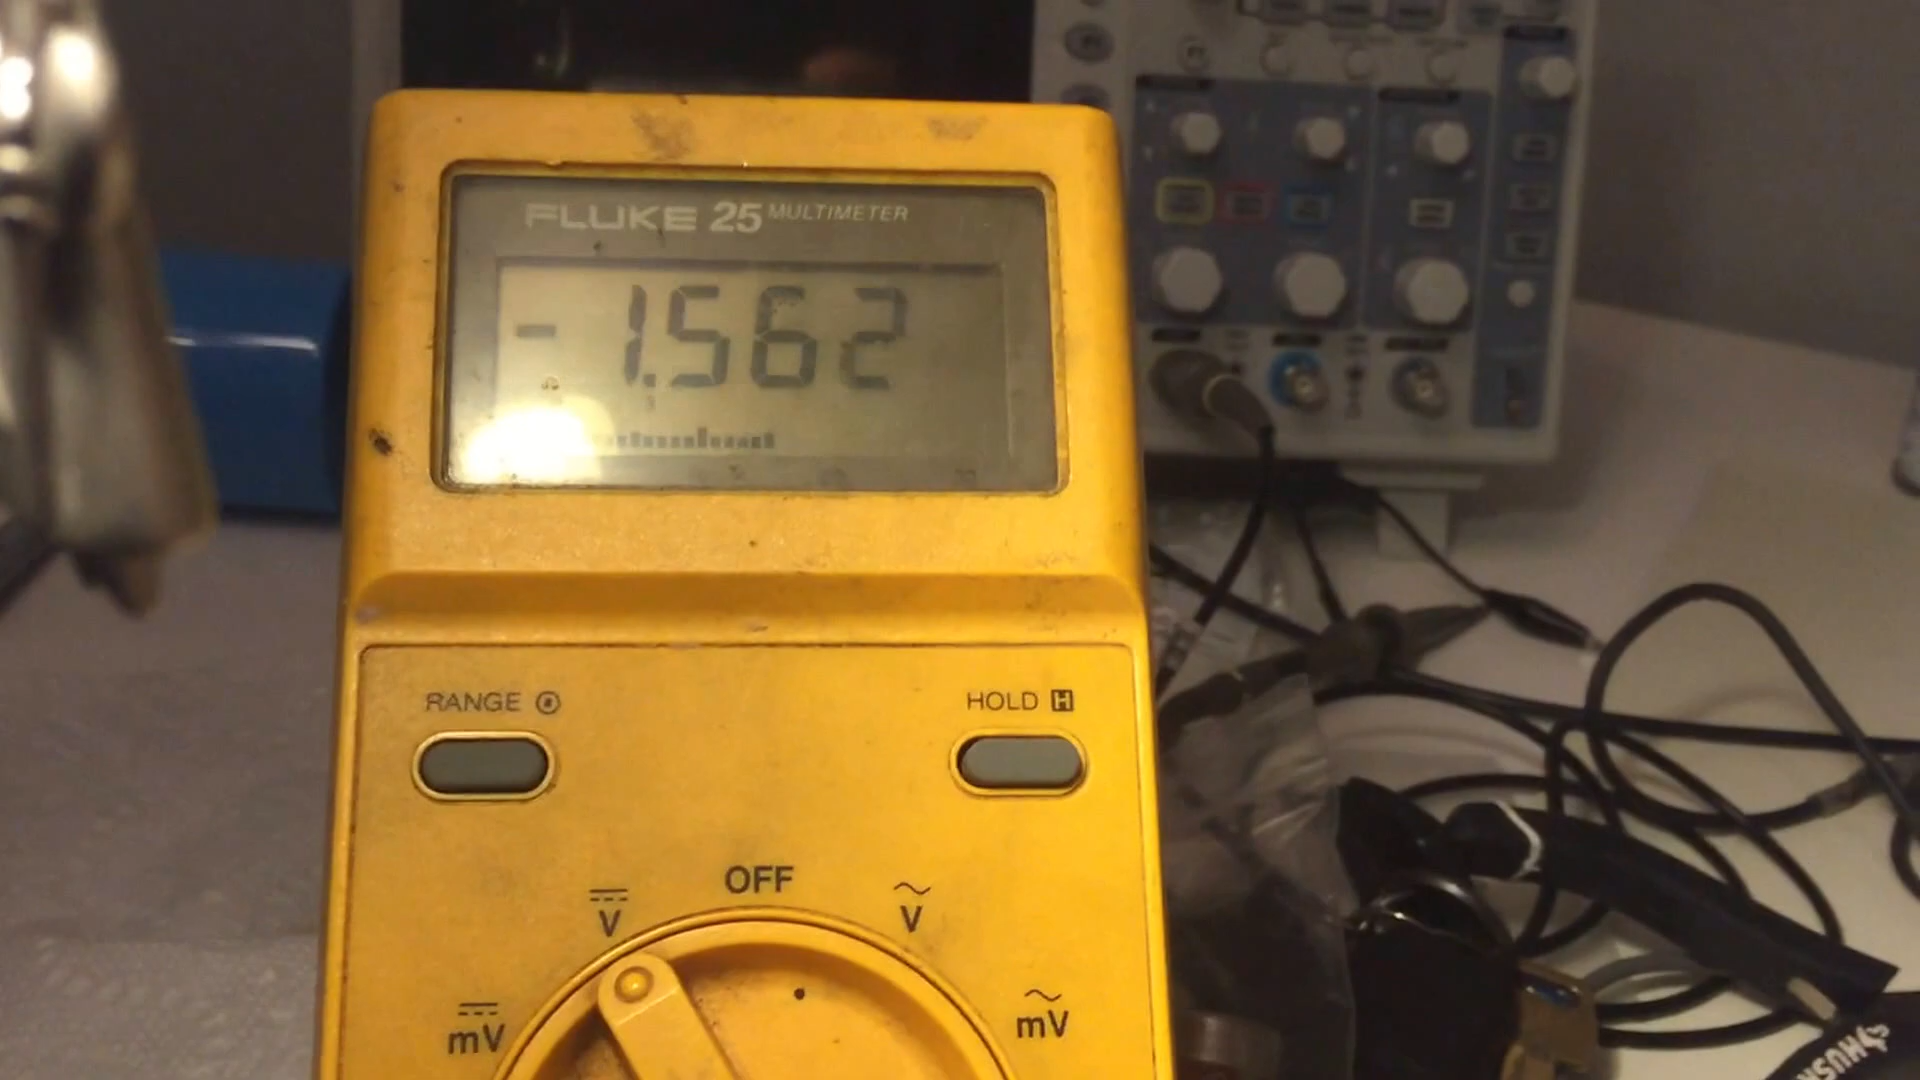 FLUKE 25 MULTIMETER
-1.562
RANGE
HOLD H
OFF
V
V
mV
mV